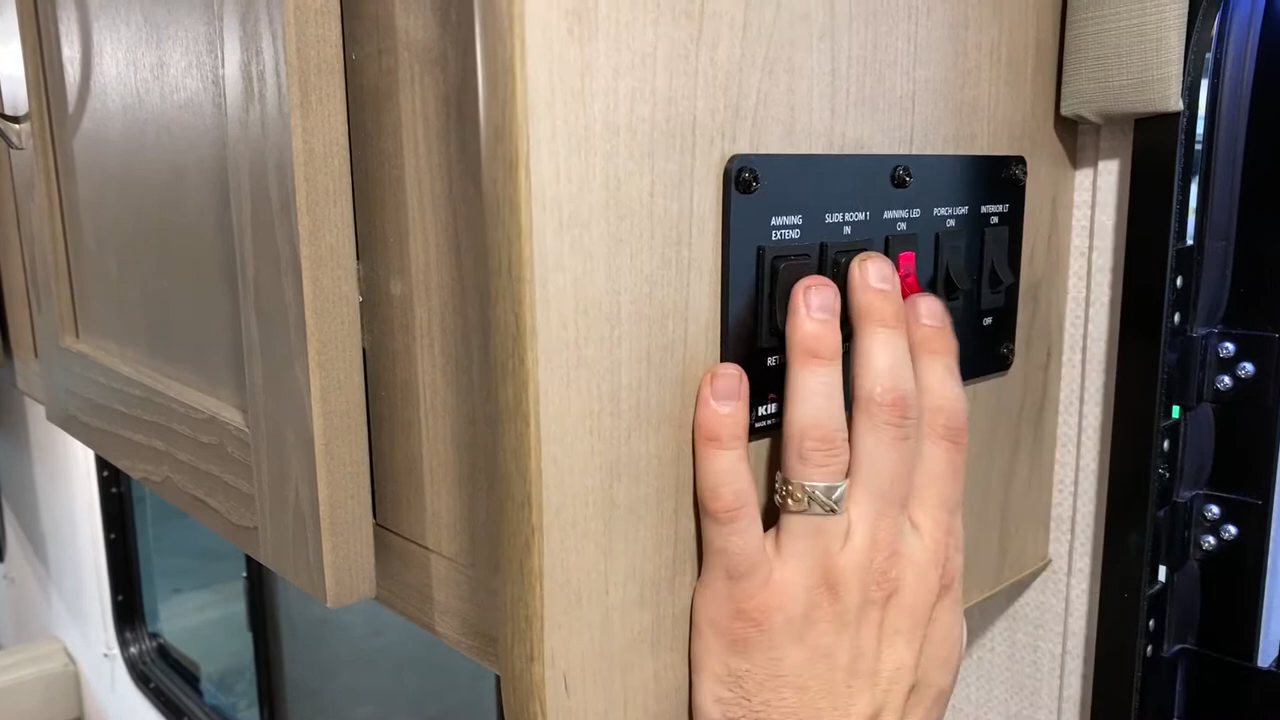 AWNING
EXTEND
SLIDE ROOM 1
IN
AWNING LED
ON
PORCH LIGHT
ON
INTERIOR LT
ON
OFF